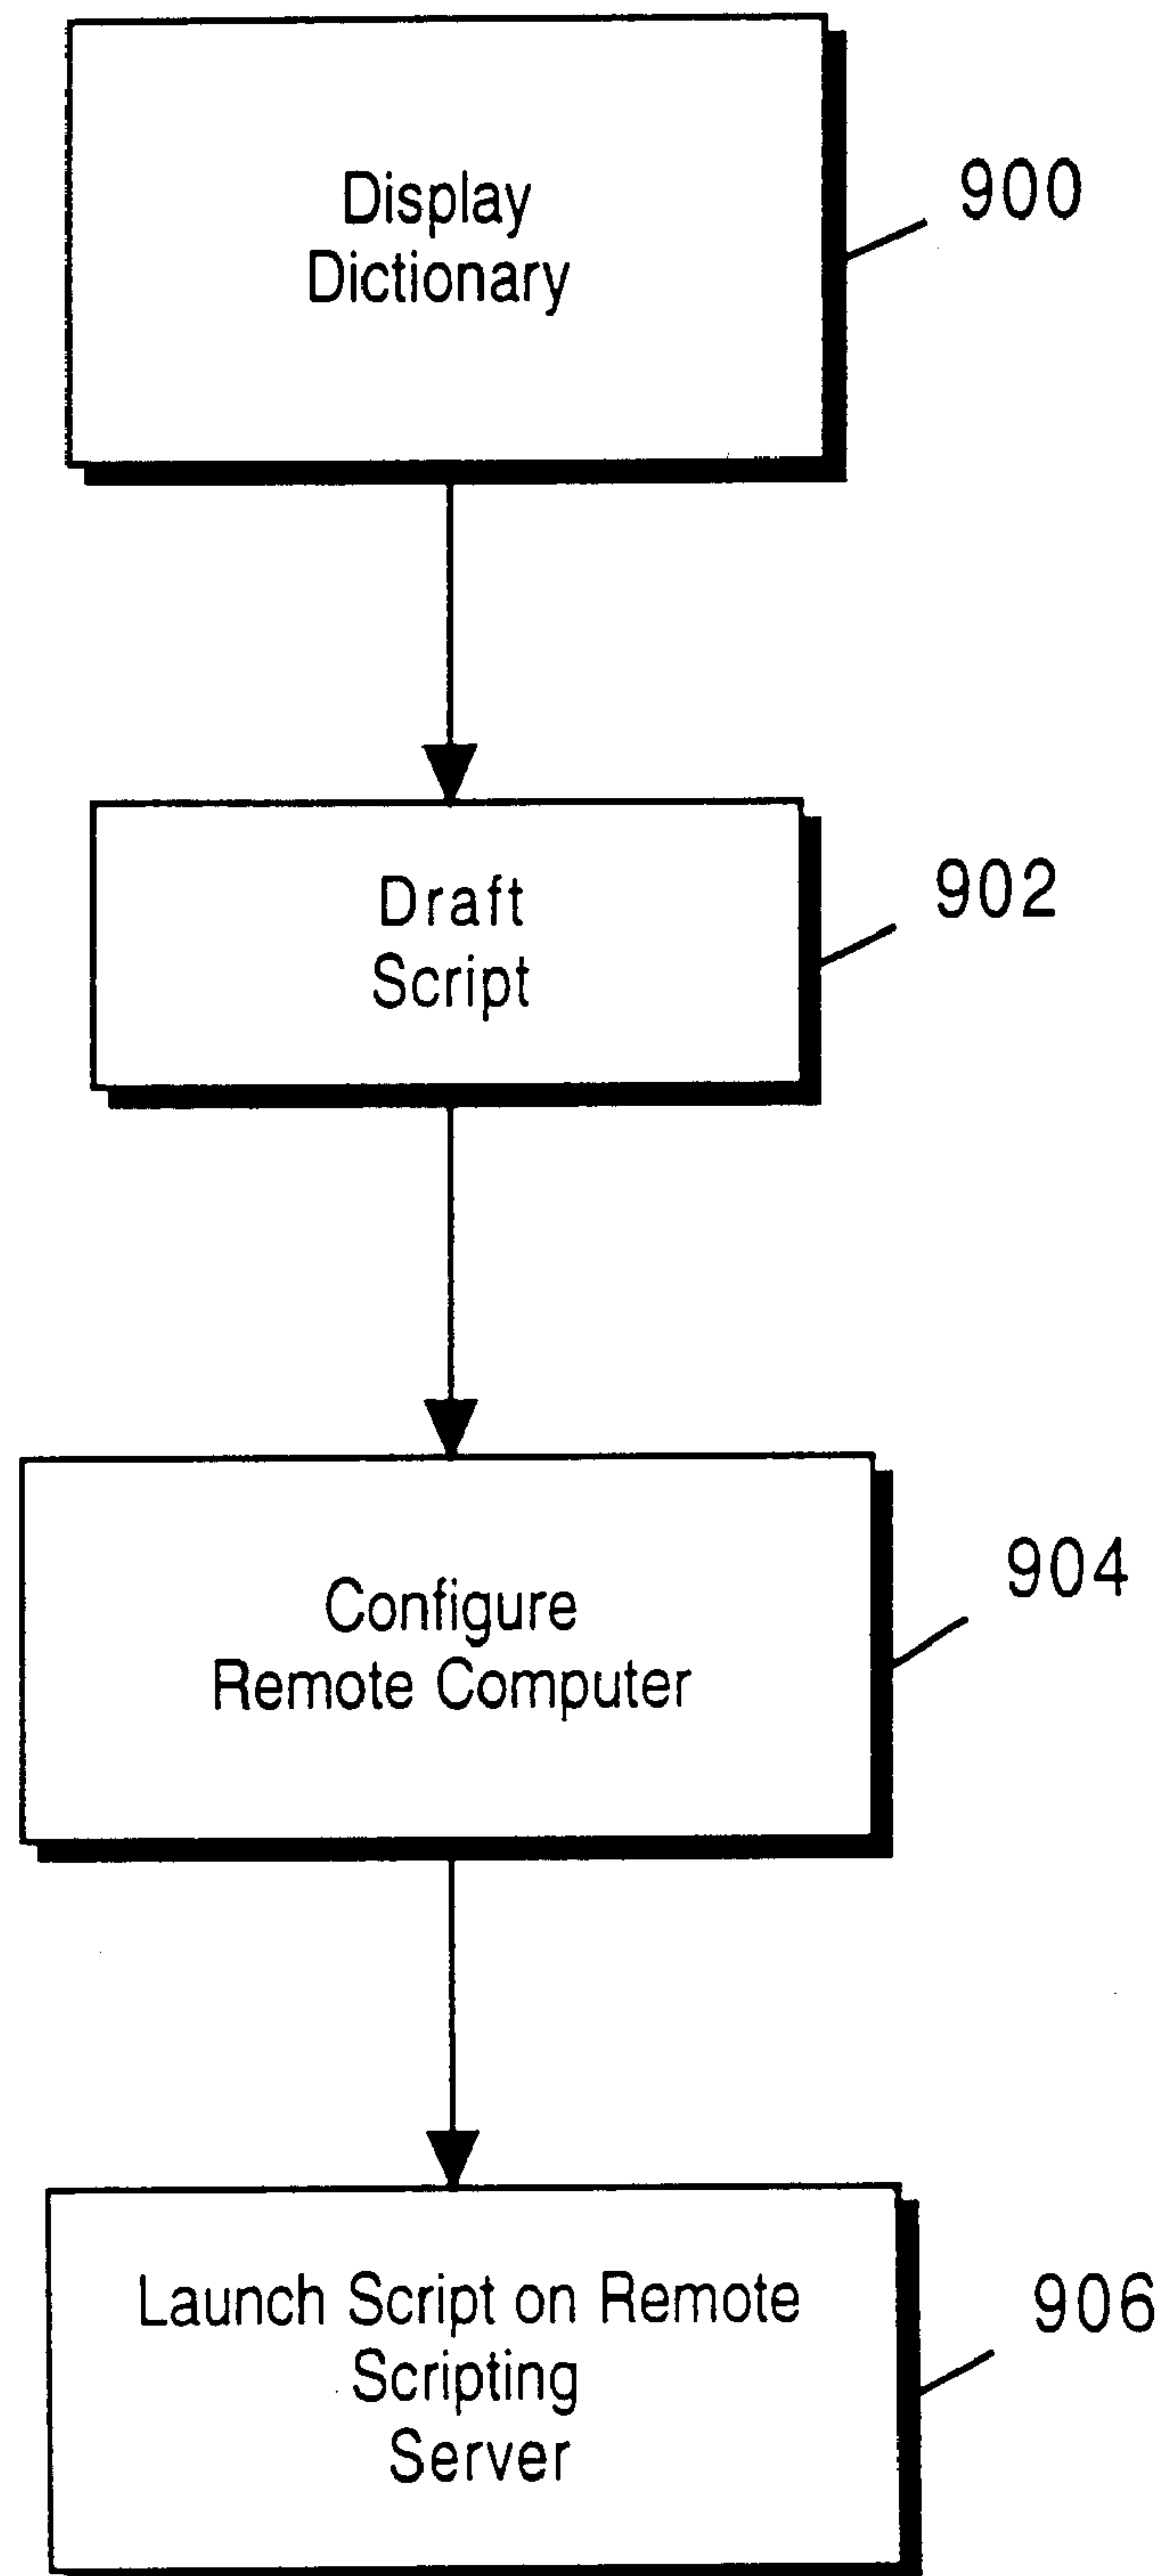 Display
Dictionary
900
Draft
Script
902
Configure
Remote Computer
904
Launch Script on Remote
Scripting
Server
906